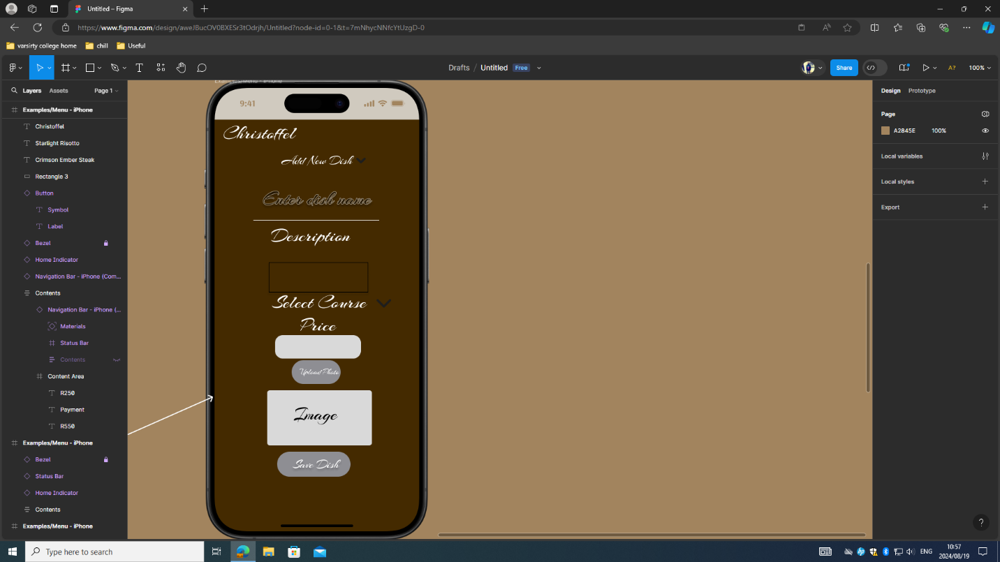 Untitled – Figma
https://www.figma.com/design/aweJ8ucOV0BXESr3tOdrjh/Untitled?node-id=0-1&t=7mNhycNNfcYtUzgD-0
varsirty college home chill Useful
Drafts / Untitled Free
Share
A?
100%
Layers Assets Page 1
Examples/Menu - iPhone
Christoffel
Starlight Risotto
Crimson Ember Steak
Rectangle 3
Button
Symbol
Label
Bezel
Home Indicator
Navigation Bar - iPhone (Com...
Contents
Navigation Bar - iPhone (...
Materials
Status Bar
Contents
Content Area
R250
Payment
R550
Examples/Menu - iPhone
Bezel
Status Bar
Home Indicator
Contents
Examples/Menu - iPhone
Examples/Menu - iPhone
9:41
Christoffel
Add New Dish
Enter dish name
Description
Select Course
Price
Upload Photo
Image
Save Dish
Design Prototype
Page
A2845E 100%
Local variables
Local styles
Export
?
Type here to search
hp
ENG
10:57
2024/08/19